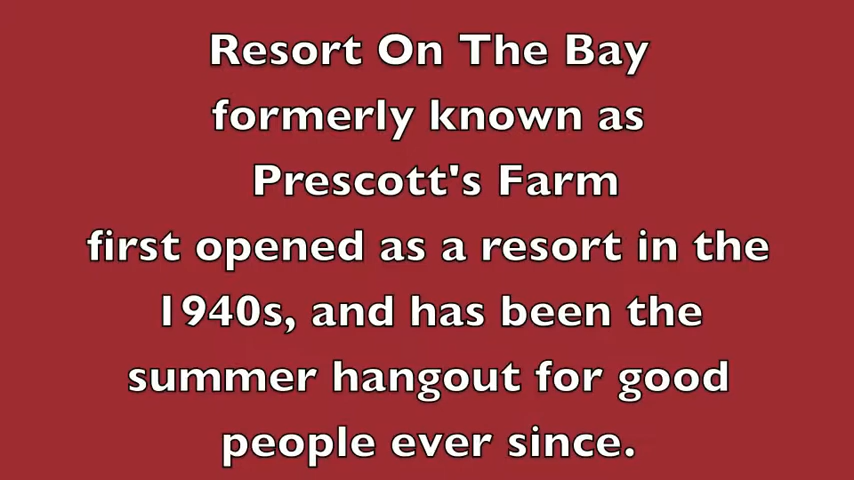 Resort On The Bay
formerly known as
Prescott's Farm
first opened as a resort in the
1940s, and has been the
summer hangout for good
people ever since.